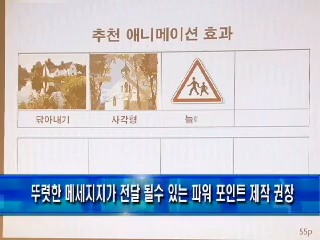 추천 애니메이션 효과
닦아내기
사각형
뚜렷한 메세지지가 전달 될수 있는 파워 포인트 제작 권장
55p